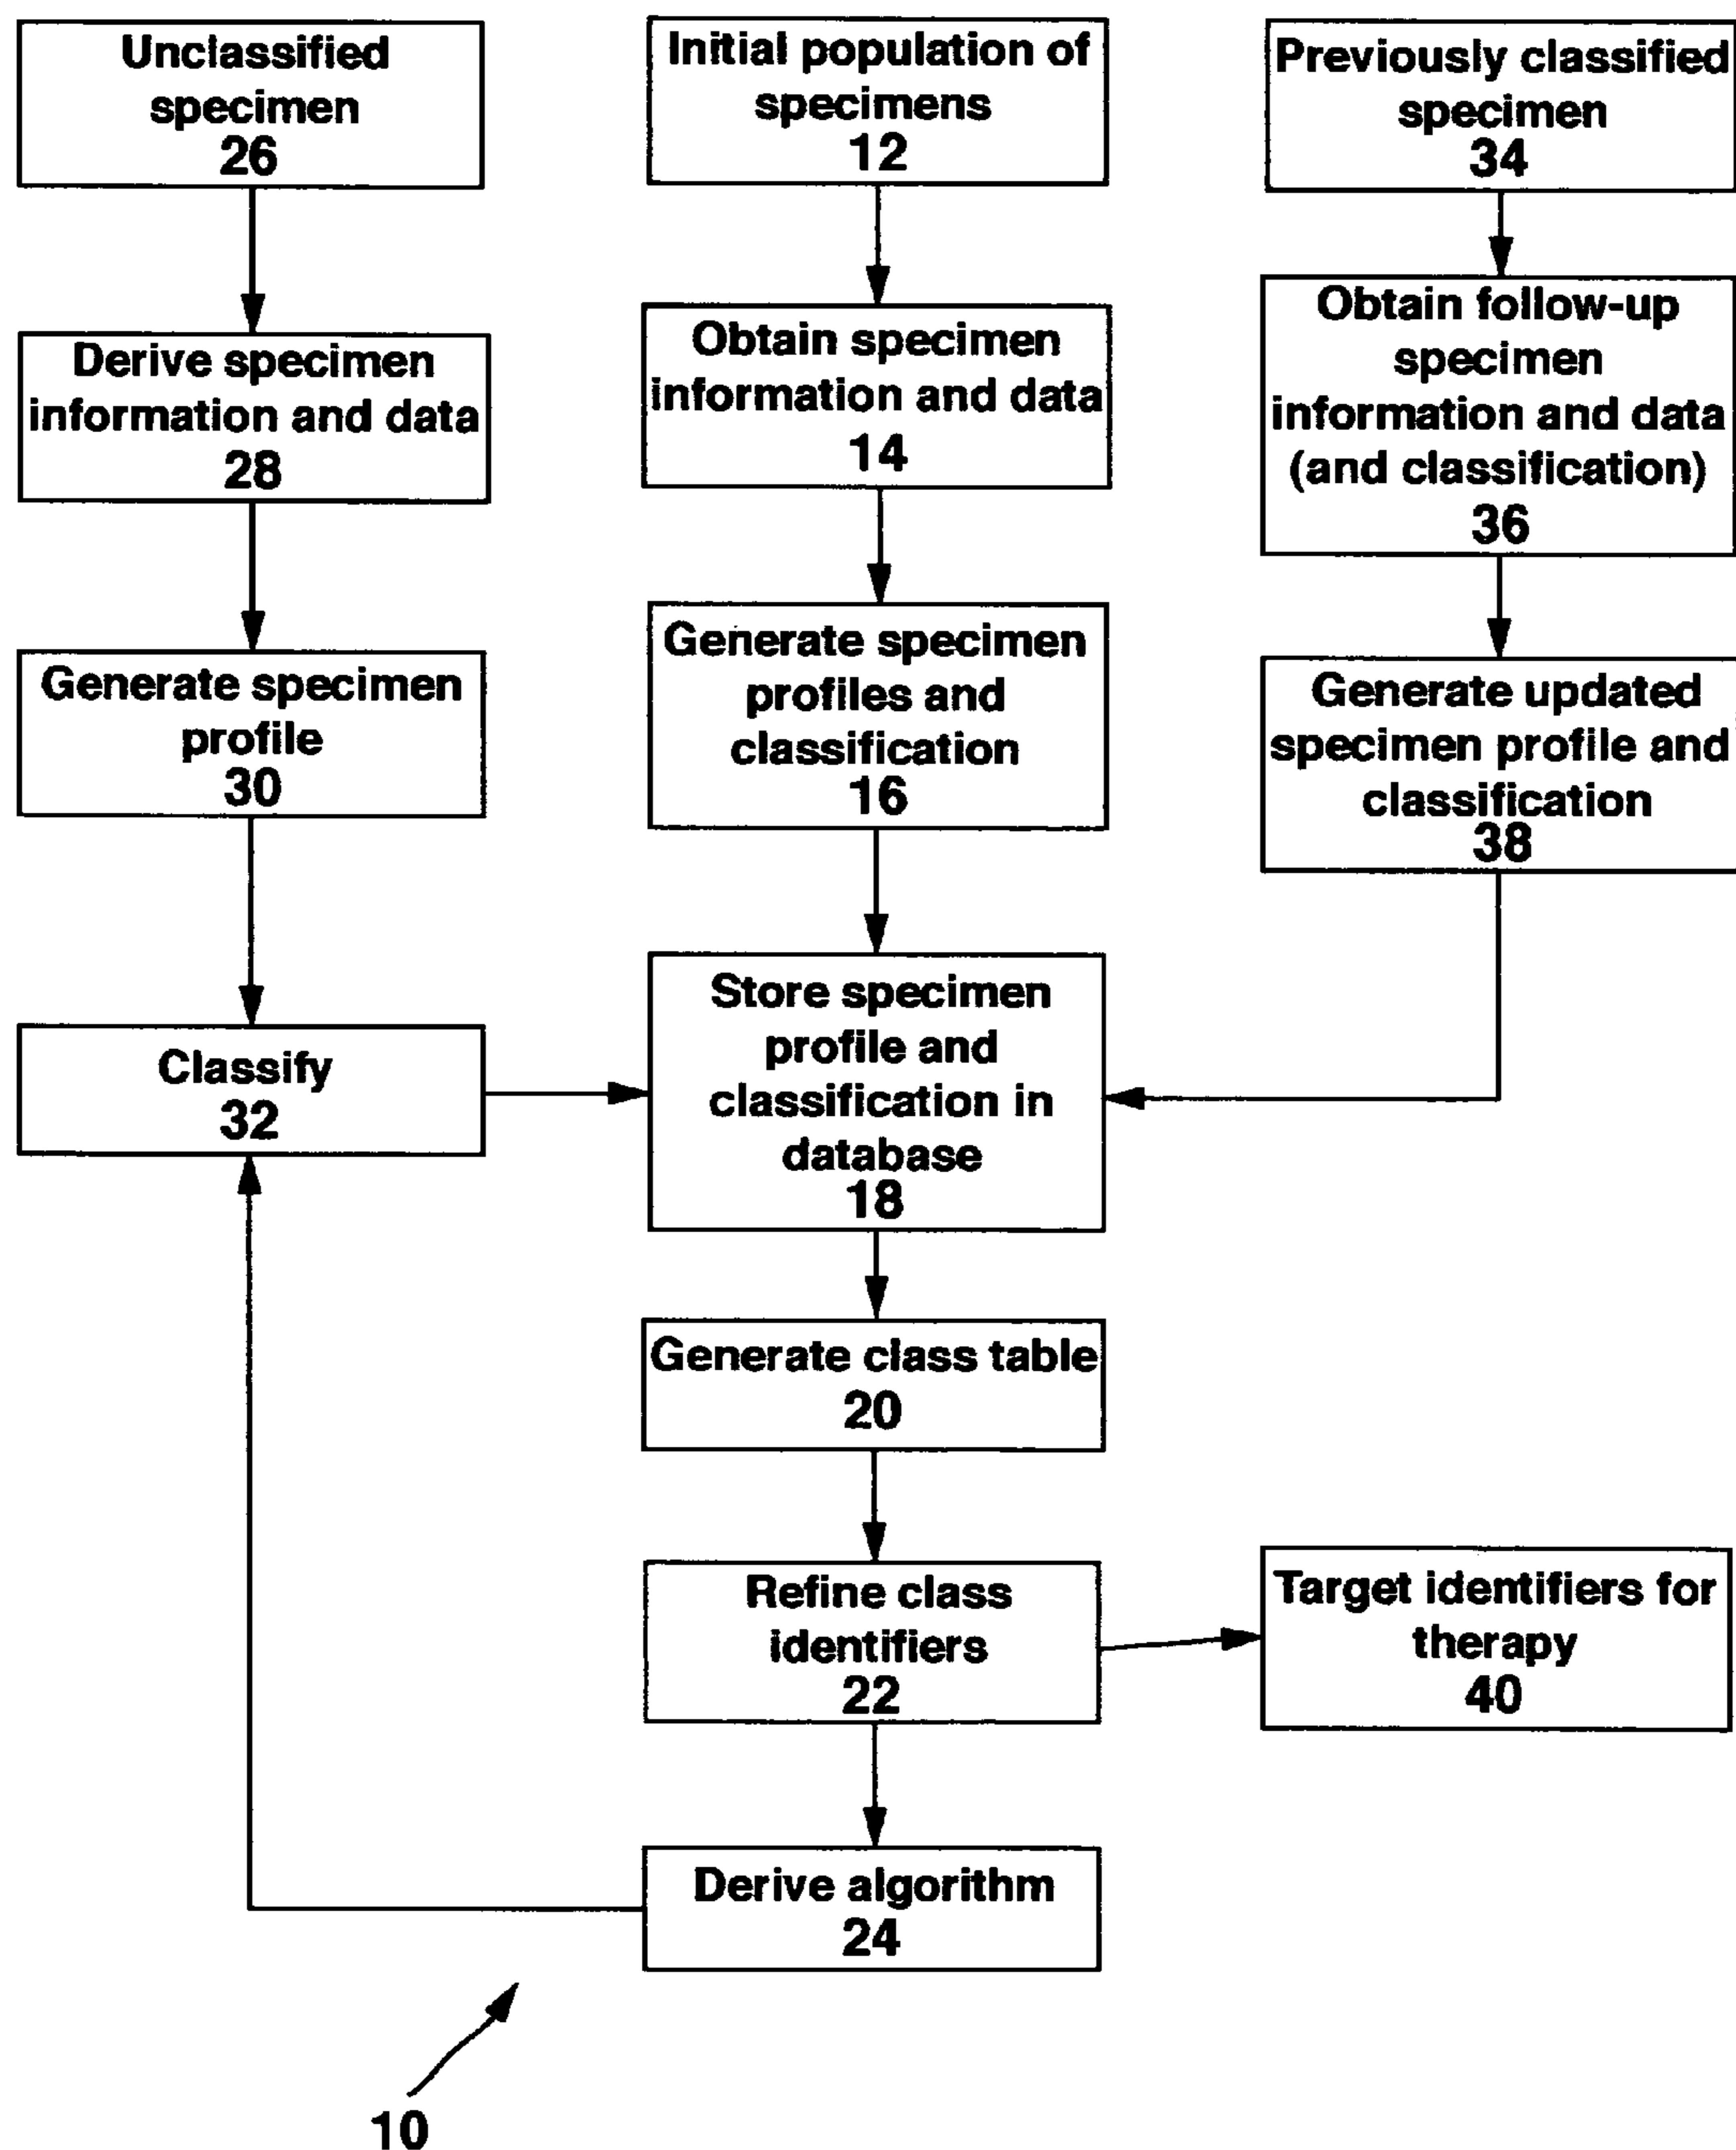 Unclassified
specimen
26
Derive specimen
information and data
28
Generate specimen
profile
30
Classify
32
Initial population of
specimens
12
Obtain specimen
information and data
14
Generate specimen
profiles and
classification
16
Store specimen
profile and
classification in
database
18
Generate class table
20
Refine class
identifiers
22
Derive algorithm
24
Previously classified
specimen
34
Obtain follow-up
specimen
information and data
(and classification)
36
Generate updated
specimen profile and
classification
38
Target identifiers for
therapy
40
10